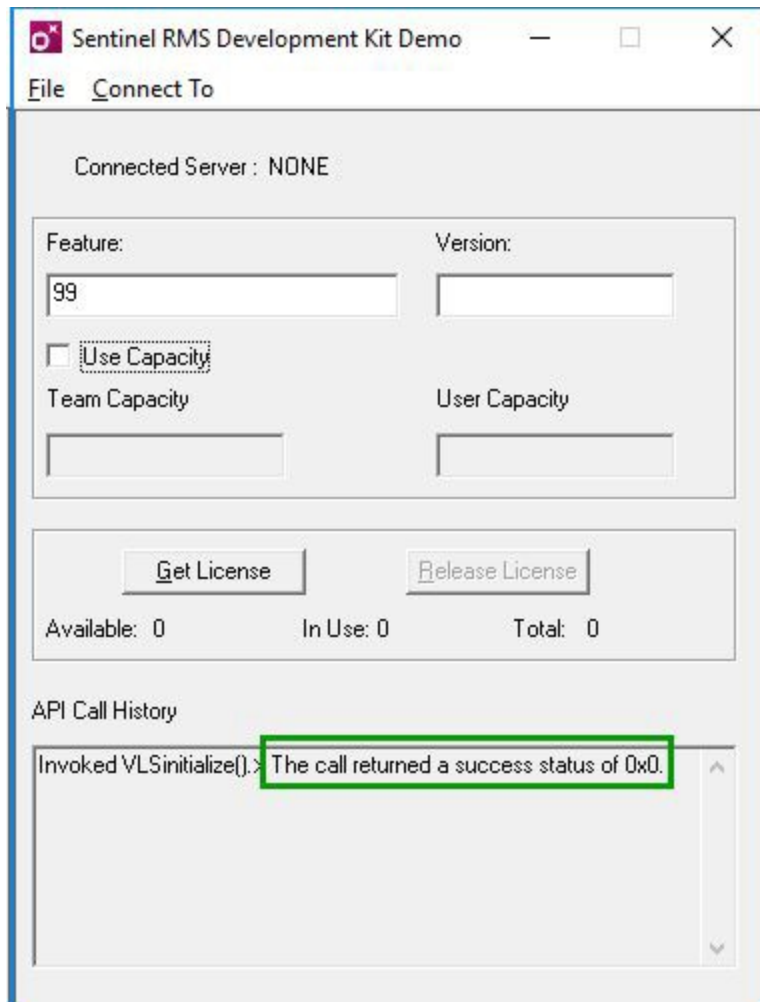 Sentinel RMS Development Kit Demo
File Connect To
Connected Server : NONE
Feature: Version:
99
Use Capacity
Team Capacity User Capacity
Get License Release License
Available: 0 In Use: 0 Total: 0
API Call History
Invoked VLSinitialize().> The call returned a success status of 0x0.